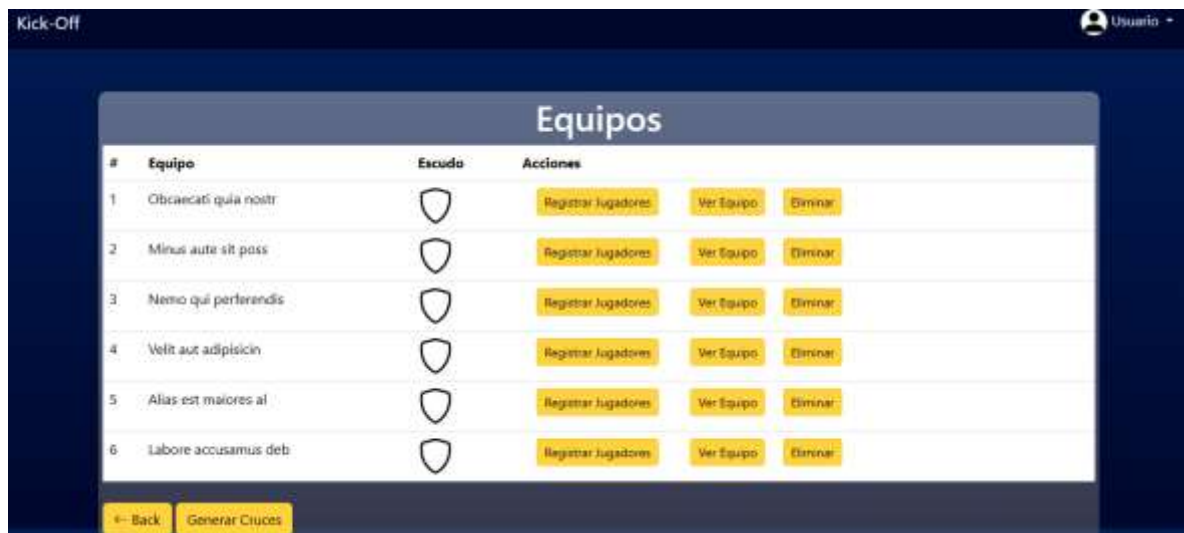 Kick-Off Usuario
Equipos
# Equipo Escudo Acciones
1 Obcaecati quia nostr Registrar Jugadores Ver Equipo Eliminar
2 Minus aute sit poss Registrar Jugadores Ver Equipo Eliminar
3 Nemo qui perferendis Registrar Jugadores Ver Equipo Eliminar
4 Velit aut adipisicin Registrar Jugadores Ver Equipo Eliminar
5 Alias est maiores al Registrar Jugadores Ver Equipo Eliminar
6 Labore accusamus deb Registrar Jugadores Ver Equipo Eliminar
← Back Generar Cruces